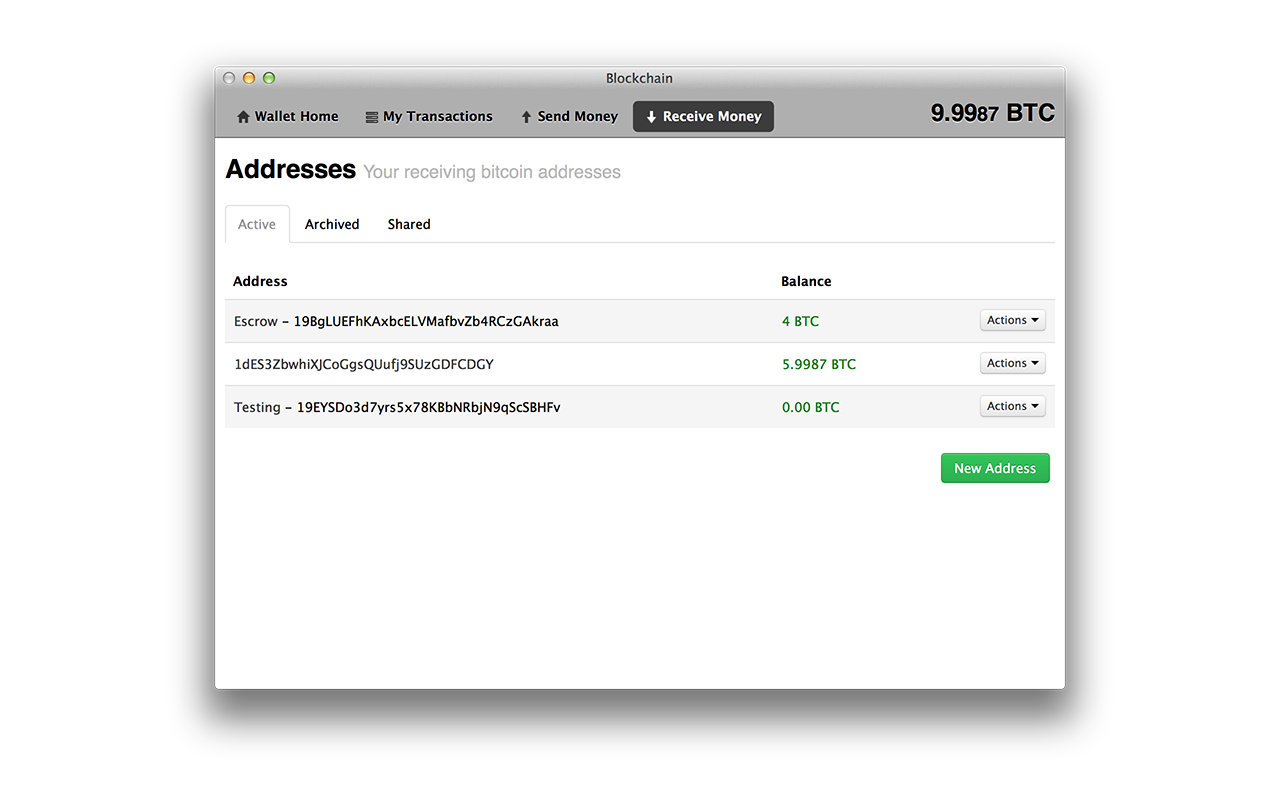 Blockchain
Wallet Home My Transactions Send Money Receive Money 9.9987 BTC
Addresses Your receiving bitcoin addresses
Active Archived Shared
Address Balance
Escrow – 19BgLUEFhKAxbcELVMafbvZb4RCzGAkraa 4 BTC Actions
1dES3ZbwhiXJCoGgsQUufj9SUzGDFCDGY 5.9987 BTC Actions
Testing – 19EYSDo3d7yrs5x78KBbNRbjN9qScSBHFv 0.00 BTC Actions
New Address